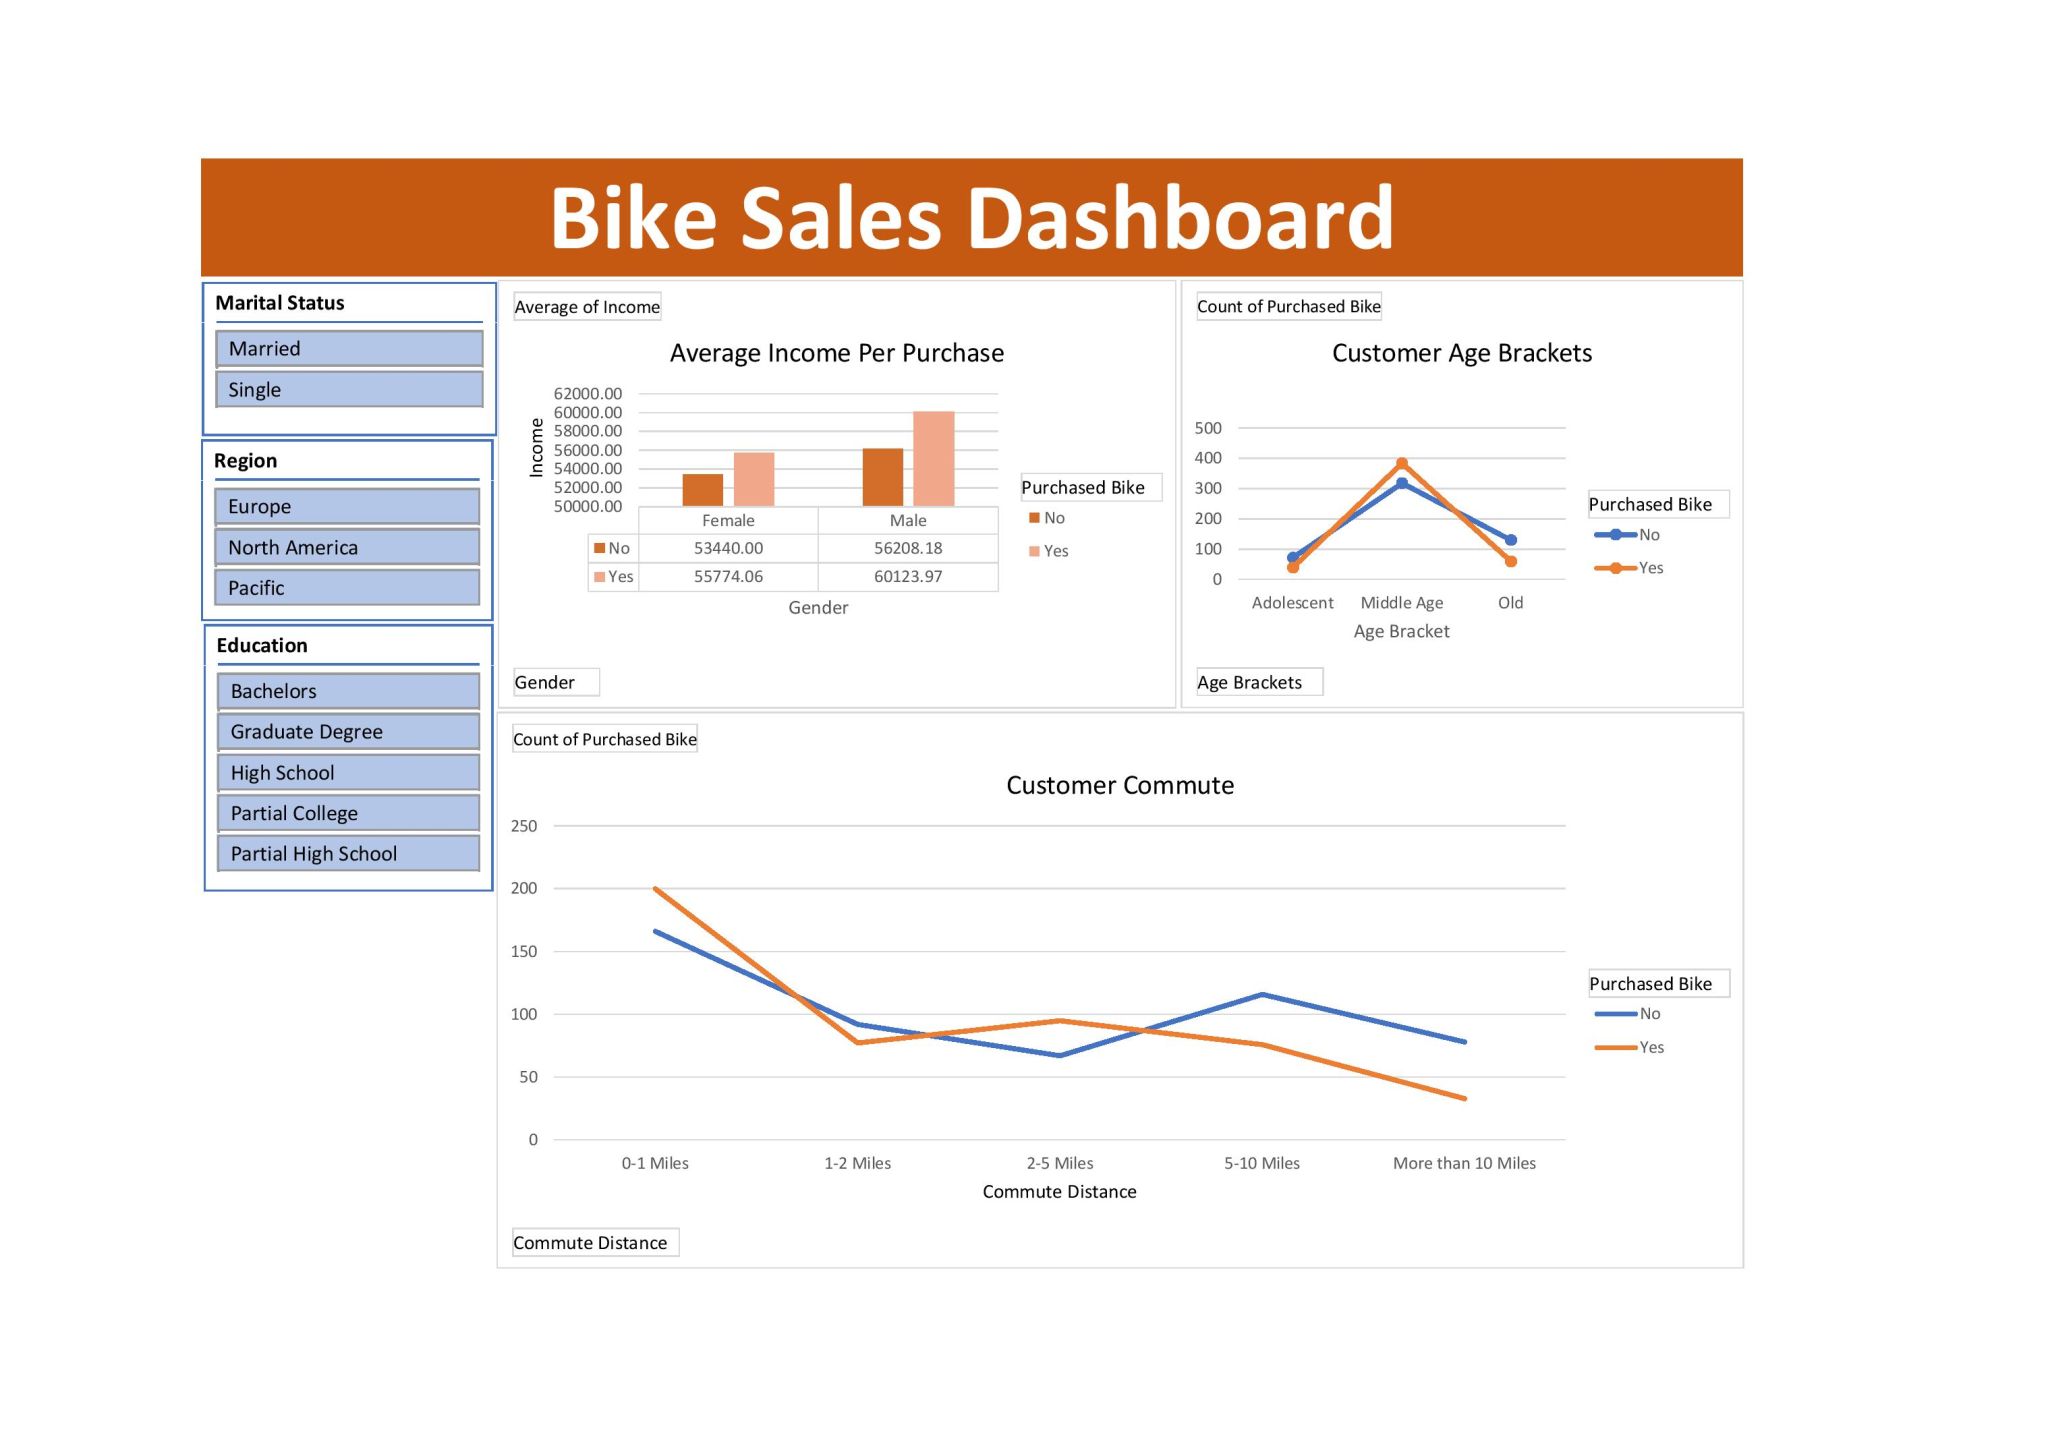 Bike Sales Dashboard
Marital Status
Married
Single
Region
Europe
North America
Pacific
Education
Bachelors
Graduate Degree
High School
Partial College
Partial High School
Average of Income
Average Income Per Purchase
Income
62000.00
60000.00
58000.00
56000.00
54000.00
52000.00
50000.00
Female Male
No 53440.00 56208.18
Yes 55774.06 60123.97
Gender
Purchased Bike
No
Yes
Gender
Count of Purchased Bike
Customer Age Brackets
500
400
300
200
100
0
Adolescent Middle Age Old
Age Bracket
Purchased Bike
No
Yes
Age Brackets
Count of Purchased Bike
Customer Commute
250
200
150
100
50
0
0-1 Miles 1-2 Miles 2-5 Miles 5-10 Miles More than 10 Miles
Commute Distance
Purchased Bike
No
Yes
Commute Distance